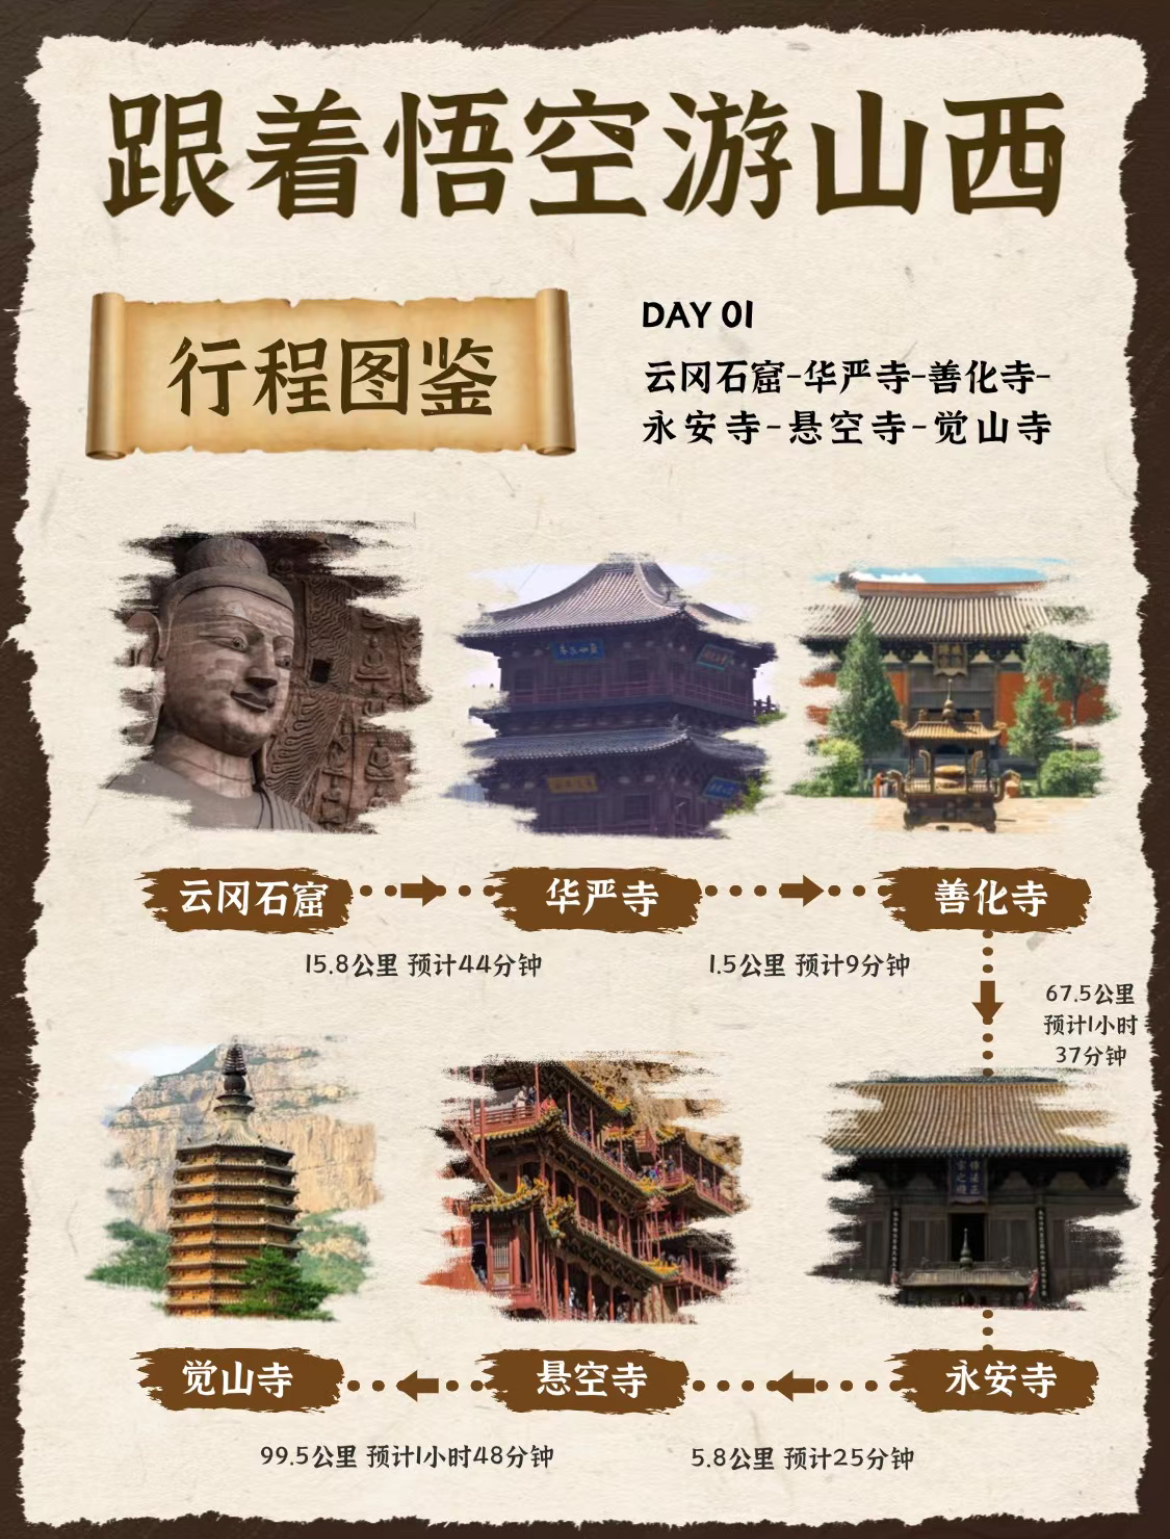 跟着悟空游山西
行程图鉴
DAY 01
云冈石窟-华严寺-善化寺-
永安寺-悬空寺-觉山寺
云冈石窟
华严寺
善化寺
15.8公里 预计44分钟
1.5公里 预计9分钟
67.5公里
预计1小时
37分钟
觉山寺
悬空寺
永安寺
99.5公里 预计1小时48分钟
5.8公里 预计25分钟